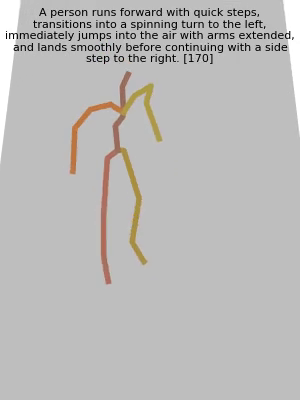 A person runs forward with quick steps,
transitions into a spinning turn to the left,
immediately jumps into the air with arms extended,
and lands smoothly before continuing with a side
step to the right. [170]